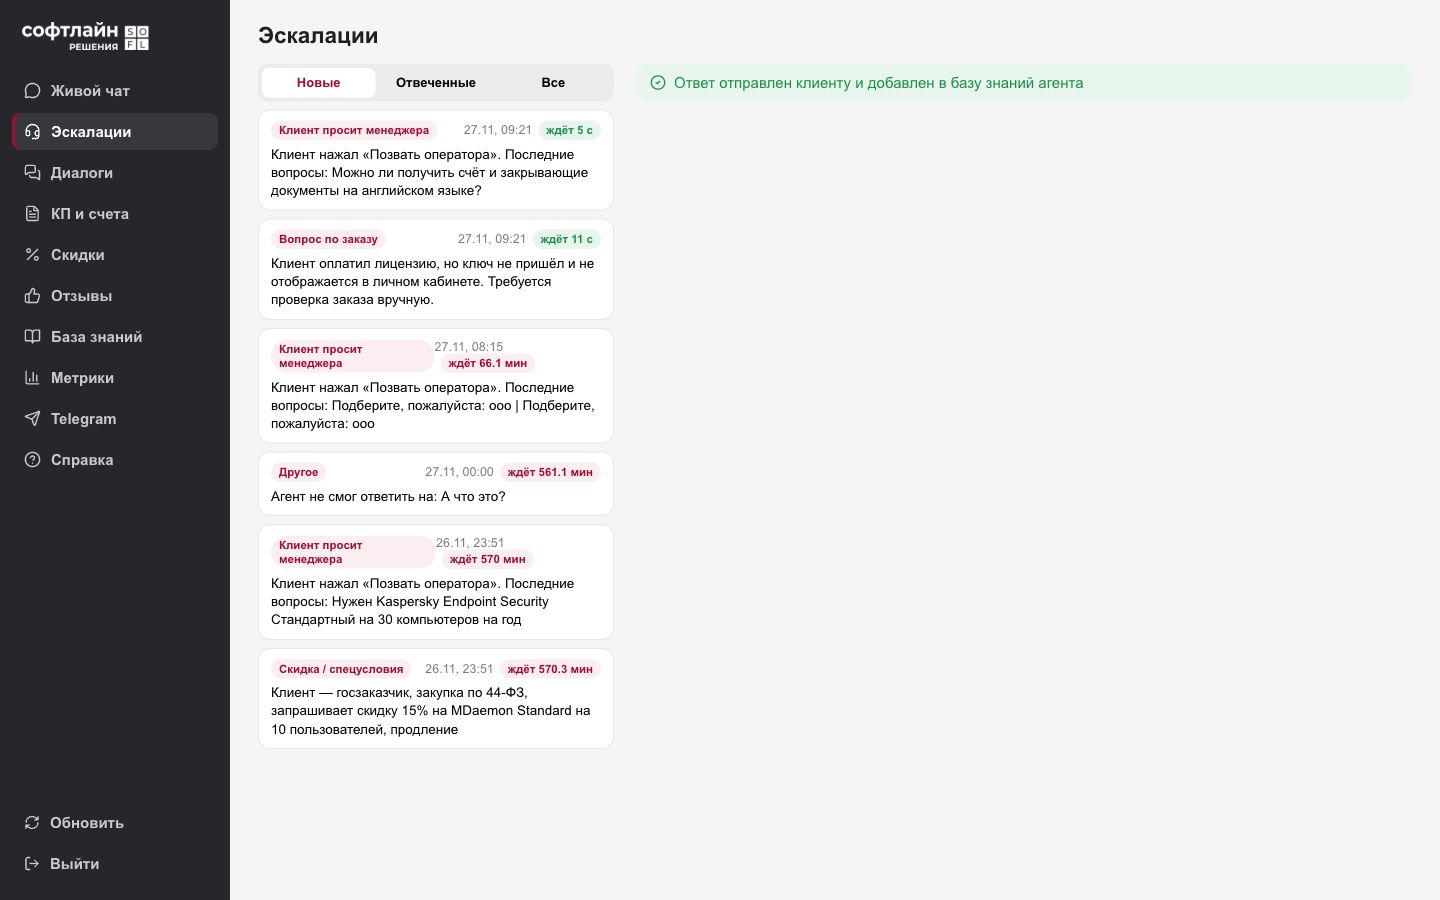 софтлайн
РЕШЕНИЯ
SO
FL
Живой чат
Эскалации
Диалоги
КП и счета
Скидки
Отзывы
База знаний
Метрики
Telegram
Справка
Обновить
Выйти
Эскалации
Новые Отвеченные Все
Клиент просит менеджера 27.11, 09:21 ждёт 5 с
Клиент нажал «Позвать оператора». Последние
вопросы: Можно ли получить счёт и закрывающие
документы на английском языке?
Вопрос по заказу 27.11, 09:21 ждёт 11 с
Клиент оплатил лицензию, но ключ не пришёл и не
отображается в личном кабинете. Требуется
проверка заказа вручную.
Клиент просит
менеджера
27.11, 08:15
ждёт 66.1 мин
Клиент нажал «Позвать оператора». Последние
вопросы: Подберите, пожалуйста: ооо | Подберите,
пожалуйста: ооо
Другое 27.11, 00:00 ждёт 561.1 мин
Агент не смог ответить на: А что это?
Клиент просит
менеджера
26.11, 23:51
ждёт 570 мин
Клиент нажал «Позвать оператора». Последние
вопросы: Нужен Kaspersky Endpoint Security
Стандартный на 30 компьютеров на год
Скидка / спецусловия 26.11, 23:51 ждёт 570.3 мин
Клиент — госзаказчик, закупка по 44-ФЗ,
запрашивает скидку 15% на MDaemon Standard на
10 пользователей, продление
Ответ отправлен клиенту и добавлен в базу знаний агента